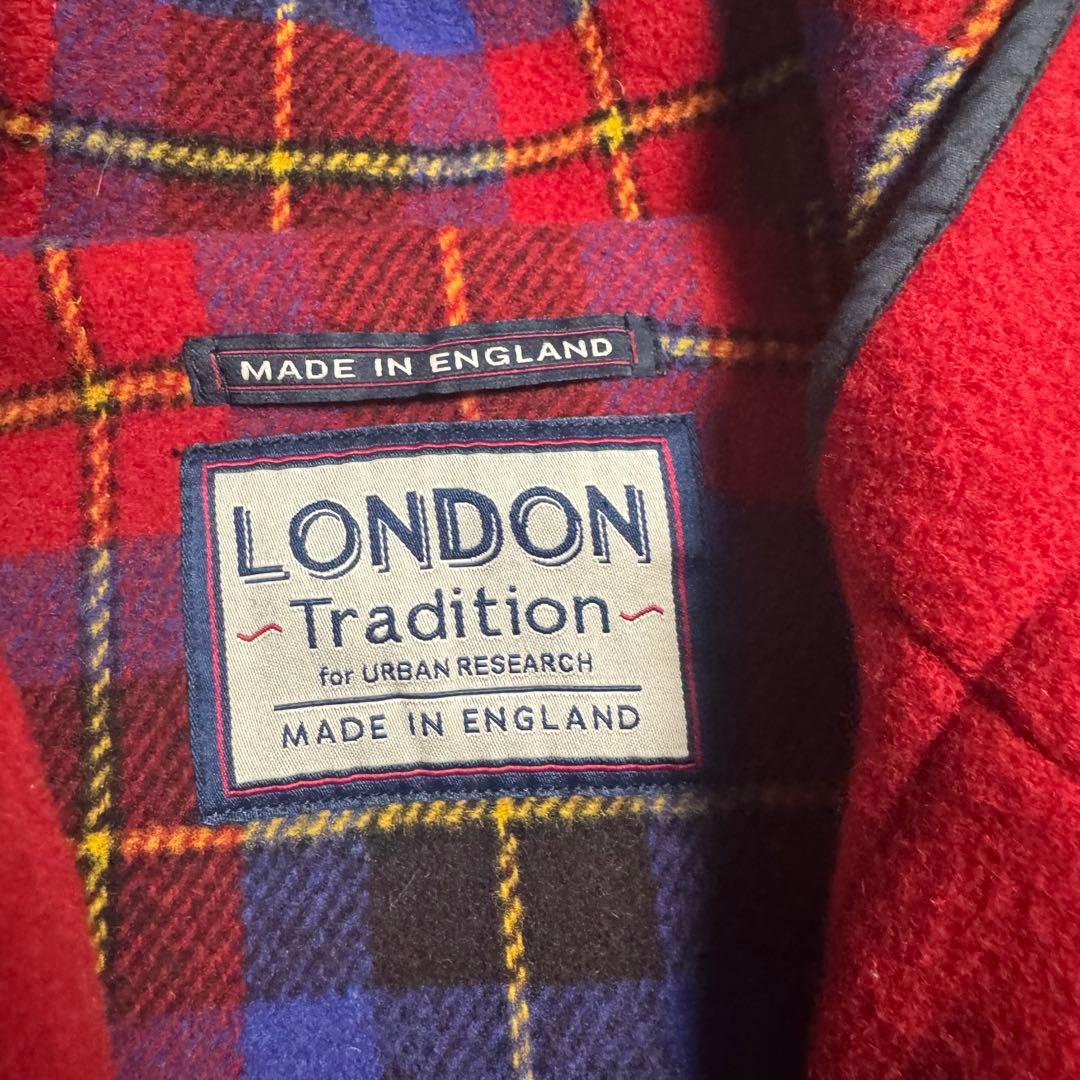 MADE IN ENGLAND
LONDON
Tradition
for URBAN RESEARCH
MADE IN ENGLAND